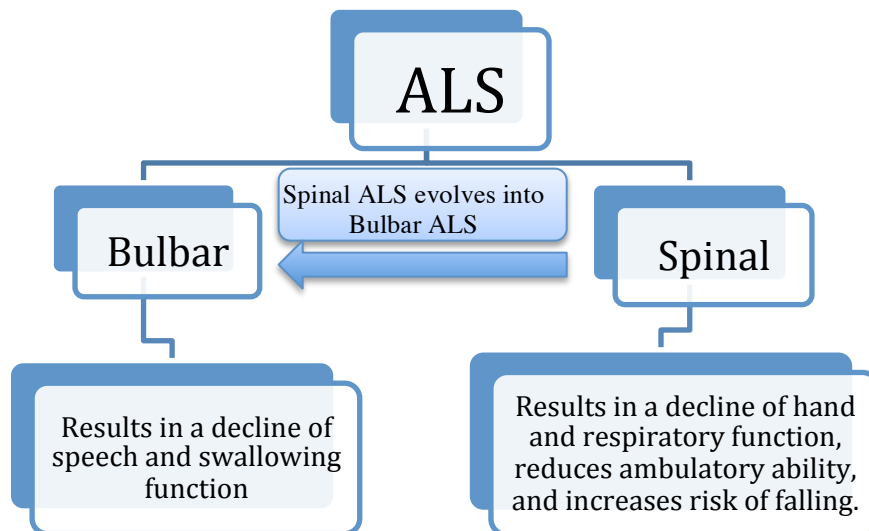 ALS
Spinal ALS evolves into
Bulbar ALS
Bulbar
Spinal
Results in a decline of
speech and swallowing
function
Results in a decline of hand
and respiratory function,
reduces ambulatory ability,
and increases risk of falling.